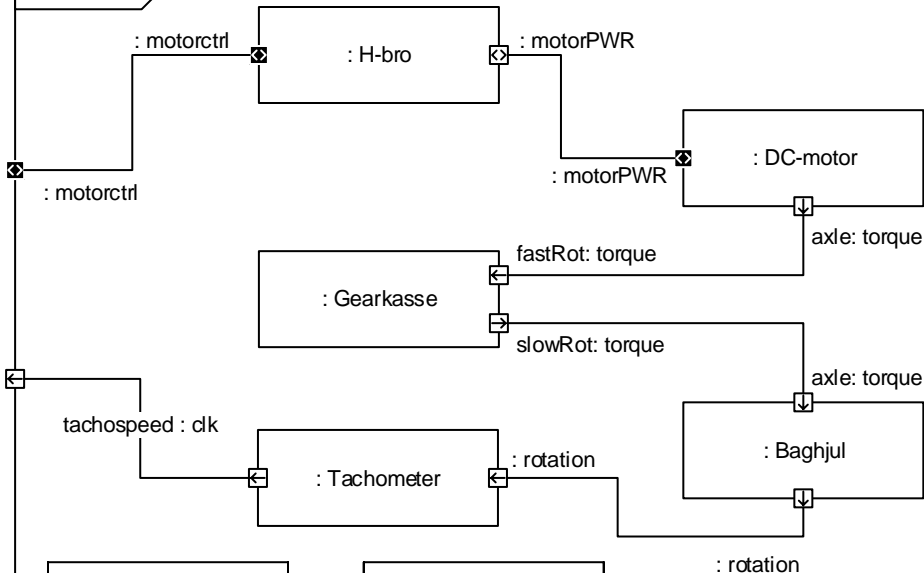 : motorctrl
: H-bro
: motorPWR
: motorctrl
: motorPWR
: DC-motor
axle: torque
fastRot: torque
: Gearkasse
slowRot: torque
axle: torque
tachospeed : clk
: Tachometer
: rotation
: Baghjul
: rotation